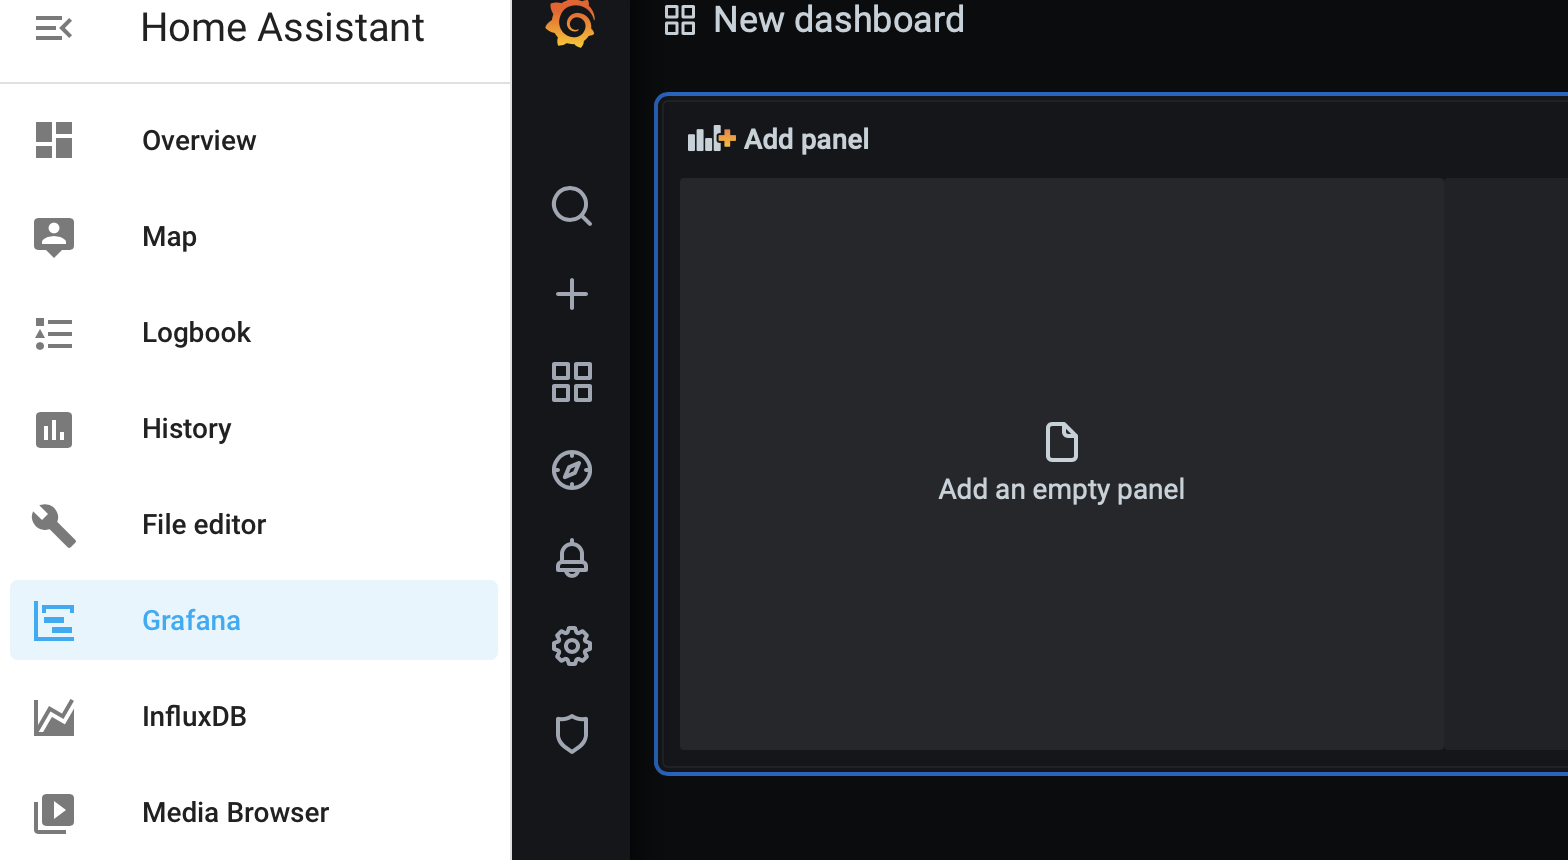 Home Assistant
Overview
Map
Logbook
History
File editor
Grafana
InfluxDB
Media Browser
New dashboard
Add panel
Add an empty panel